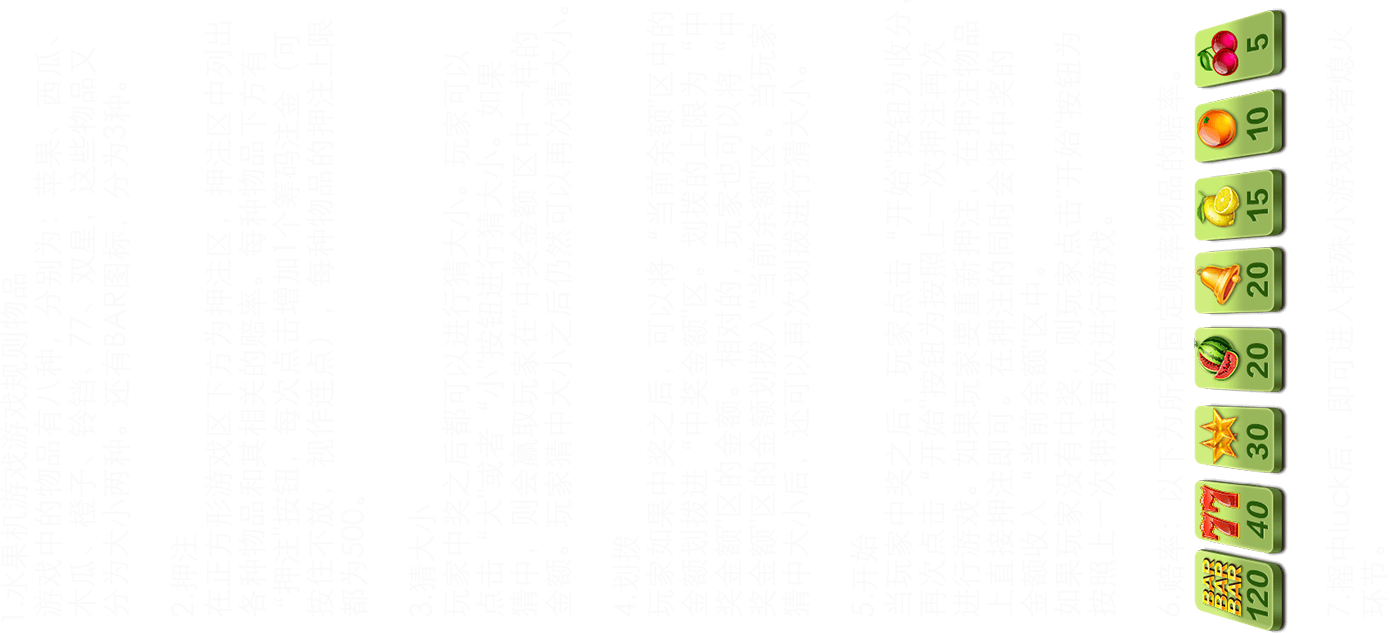 1.水果机游戏游戏规则物品
游戏中的物品有八种，分别为：苹果、西瓜、
木瓜、橙子、铃铛、77、双星，这些物品又
分为大小两种。还有BAR图标，分为3种。
2.押注
在正方形游戏区下方为押注区，押注区中列出
各种物品和其相关的赔率。每种物品下方有
“押注”按钮，每次点击增加1个筹码注金（可
按住不放，视作连点），每种物品的押注上限
都为500。
3.猜大小
玩家中奖之后都可以进行猜大小。玩家可以
点击“大”或者“小”按钮进行猜大小。如果
金额。玩家猜中大小之后仍然可以再次猜大小。
4.划拨
玩家如果中奖之后，可以将“当前余额”区中的
金额划拨进“中奖金额”区。划拨的上限为“中
奖金额”区的金额。相对的，玩家也可以将“中
奖金额”区的金额划拨入“当前余额”区。当玩家
猜中大小后，还可以再次划拨进行猜大小。
5.开始
当玩家中奖之后，玩家点击“开始”按钮为收分，
再次点击“开始”按钮为按照上一次押注再次
进行游戏。如果玩家要重新押注，在押注物品
上直接押注即可。在押注的同时会将中奖的
金额收入“当前余额”区中。
如果玩家没有中奖，则玩家点击“开始”按钮为
按照上一次押注再次进行游戏。
6.赔率：以下为所有固定赔率物品的赔率。
BAR
BAR
BAR
120
77
40
30
20
20
15
10
5
7.摇中luck后，即可进入特殊小游戏或者熄火
环节。